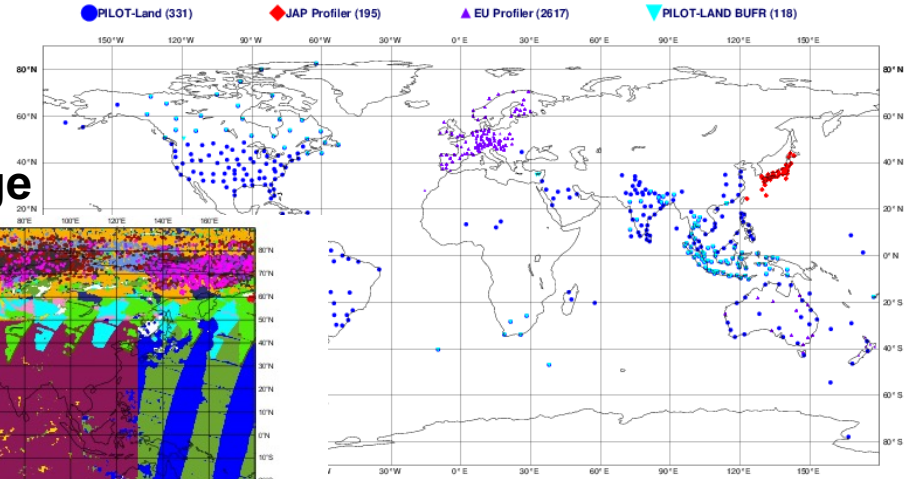 PILOT-Land (331) JAP Profiler (195) EU Profiler (2617) PILOT-LAND BUFR (118)
150°W 120°W 90°W 60°W 0°E 30°E 60°E 90°E 120°E 150°E
80°N 80°N
60°N 60°N
40°N 40°N
ge
20°N 20°N
80°E 100°E 120°E 140°E 160°E
80°N
70°N
0°N
60°N
20°S
50°N
40°N
40°S
30°N
20°N
60°S
10°N
0°N
80°S
10°S
30°W 0°E 30°E 60°E 90°E 120°E 150°E